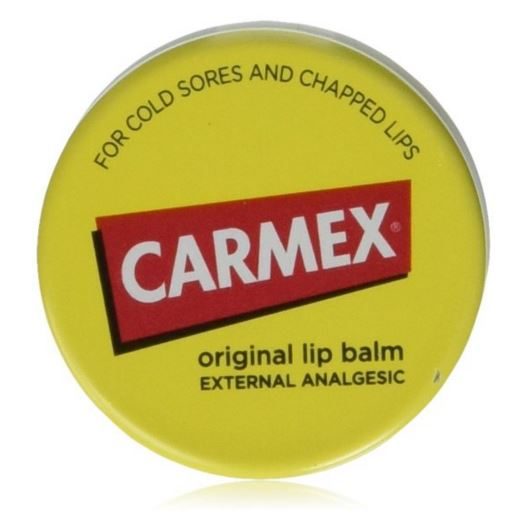 FOR COLD SORES AND CHAPPED LIPS
CARMEX®
original lip balm
EXTERNAL ANALGESIC